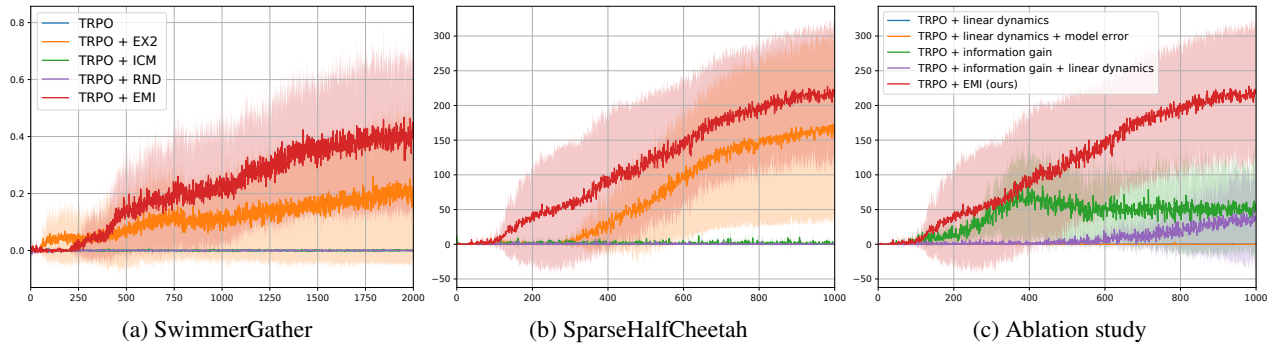 0.8
0.6
0.4
0.2
0.0
TRPO
TRPO + EX2
TRPO + ICM
TRPO + RND
TRPO + EMI
0 250 500 750 1000 1250 1500 1750 2000
(a) SwimmerGather
300
250
200
150
100
50
0
−50
0 200 400 600 800 1000
(b) SparseHalfCheetah
300
250
200
150
100
50
0
−50
TRPO + linear dynamics
TRPO + linear dynamics + model error
TRPO + information gain
TRPO + information gain + linear dynamics
TRPO + EMI (ours)
0 200 400 600 800 1000
(c) Ablation study